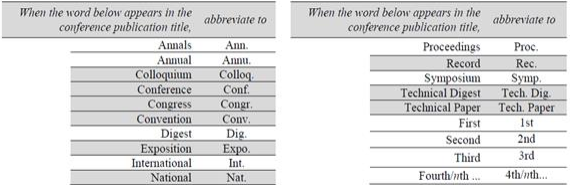 When the word below appears in the conference publication title, abbreviate to
Annals Ann.
Annual Annu.
Colloquium Colloq.
Conference Conf.
Congress Congr.
Convention Conv.
Digest Dig.
Exposition Expo.
International Int.
National Nat.
When the word below appears in the conference publication title, abbreviate to
Proceedings Proc.
Record Rec.
Symposium Symp.
Technical Digest Tech. Dig.
Technical Paper Tech. Paper
First 1st
Second 2nd
Third 3rd
Fourth/nth ... 4th/nth...